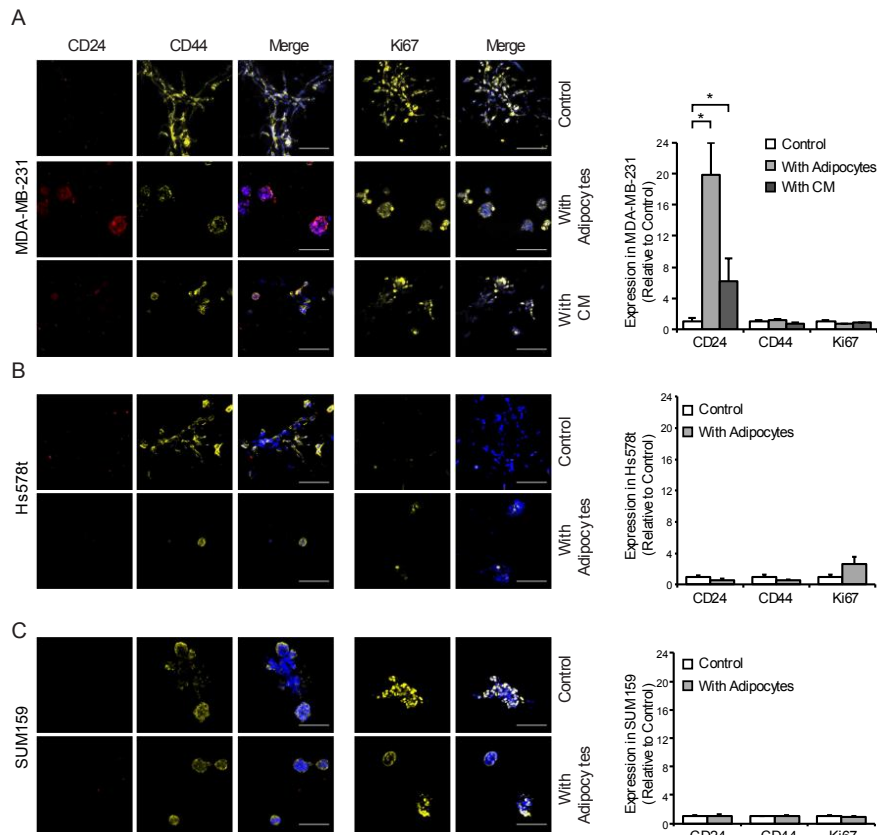 A
CD24 CD44 Merge Ki67 Merge
MDA-MB-231
Control
With Adipocytes
With CM
* 
*
Control
With Adipocytes
With CM
Expression in MDA-MB-231
(Relative to Control)
24
20
16
12
8
4
0
CD24 CD44 Ki67
B
Hs578t
Control
With Adipocytes
Control
With Adipocytes
Expression in Hs578t
(Relative to Control)
24
20
16
12
8
4
0
CD24 CD44 Ki67
C
SUM159
Control
With Adipocytes
Control
With Adipocytes
Expression in SUM159
(Relative to Control)
24
20
16
12
8
4
0
CD24 CD44 Ki67